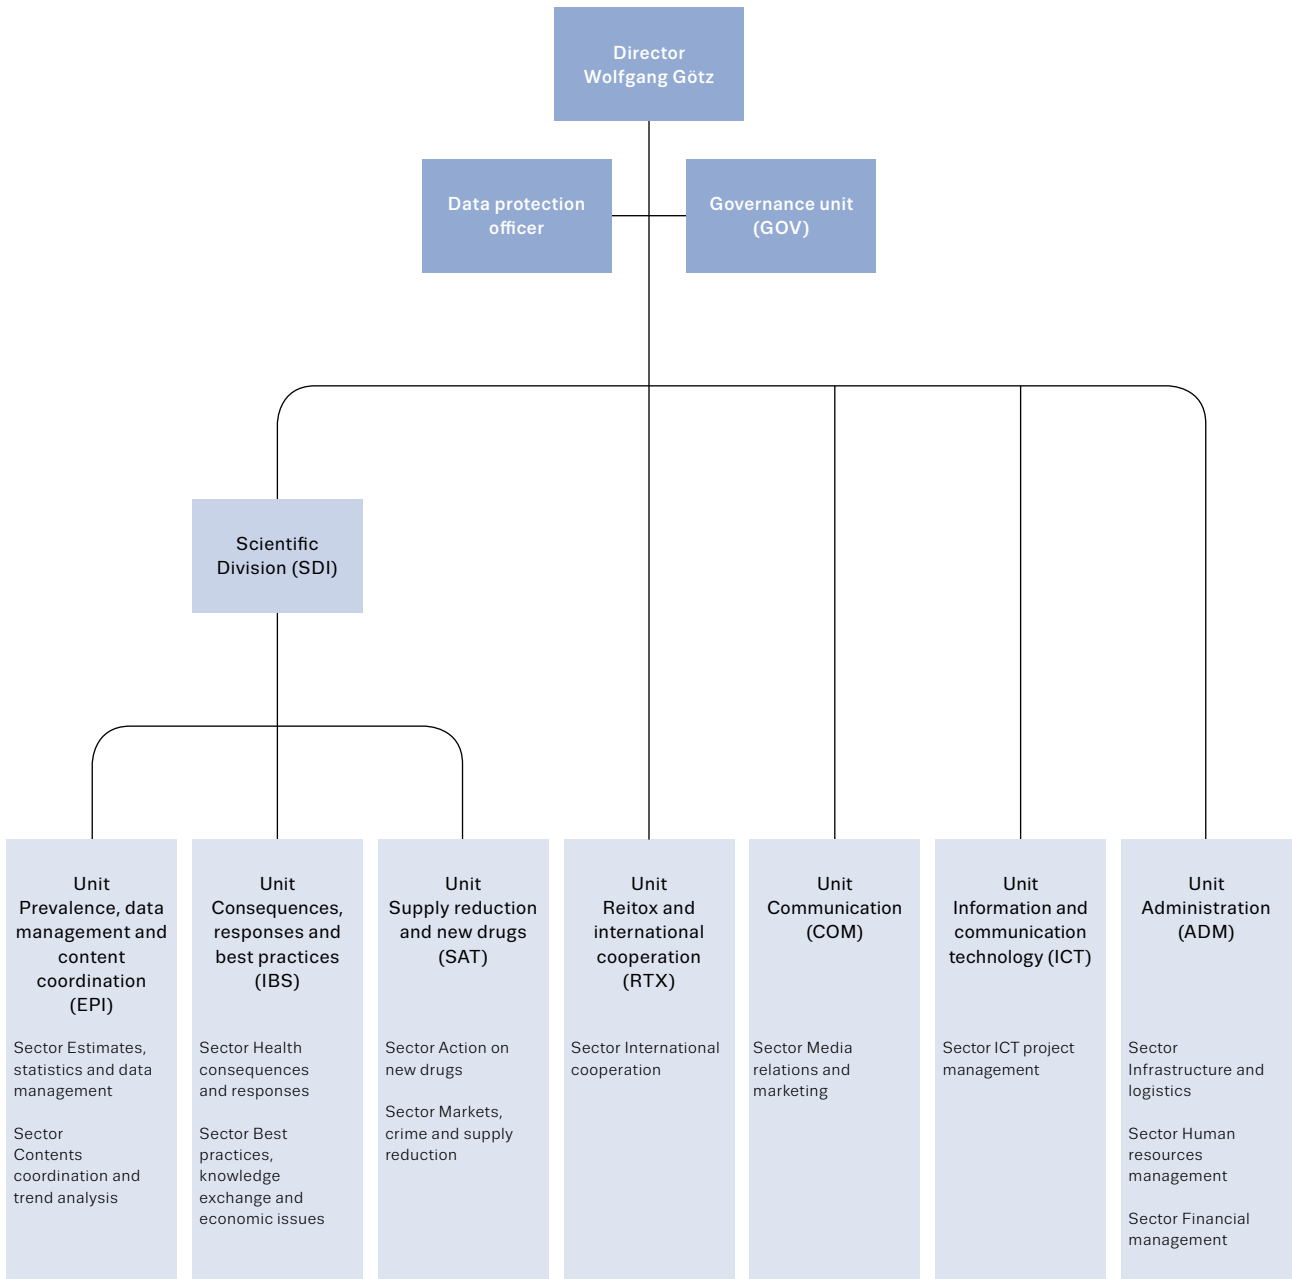 Director
Wolfgang Götz
Data protection
officer
Governance unit
(GOV)
Scientific
Division (SDI)
Unit
Prevalence, data
management and
content
coordination
(EPI)
Sector Estimates,
statistics and data
management
Sector
Contents
coordination and
trend analysis
Unit
Consequences,
responses and
best practices
(IBS)
Sector Health
consequences
and responses
Sector Best
practices,
knowledge
exchange and
economic issues
Unit
Supply reduction
and new drugs
(SAT)
Sector Action on
new drugs
Sector Markets,
crime and supply
reduction
Unit
Reitox and
international
cooperation
(RTX)
Sector International
cooperation
Unit
Communication
(COM)
Sector Media
relations and
marketing
Unit
Information and
communication
technology (ICT)
Sector ICT project
management
Unit
Administration
(ADM)
Sector
Infrastructure and
logistics
Sector Human
resources
management
Sector Financial
management